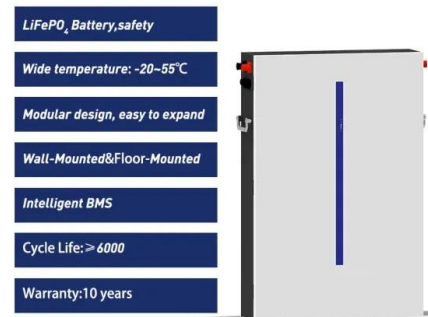 LiFePO₄ Battery,safety
Wide temperature: -20~55℃
Modular design, easy to expand
Wall-Mounted&Floor-Mounted
Intelligent BMS
Cycle Life:≥6000
Warranty:10 years